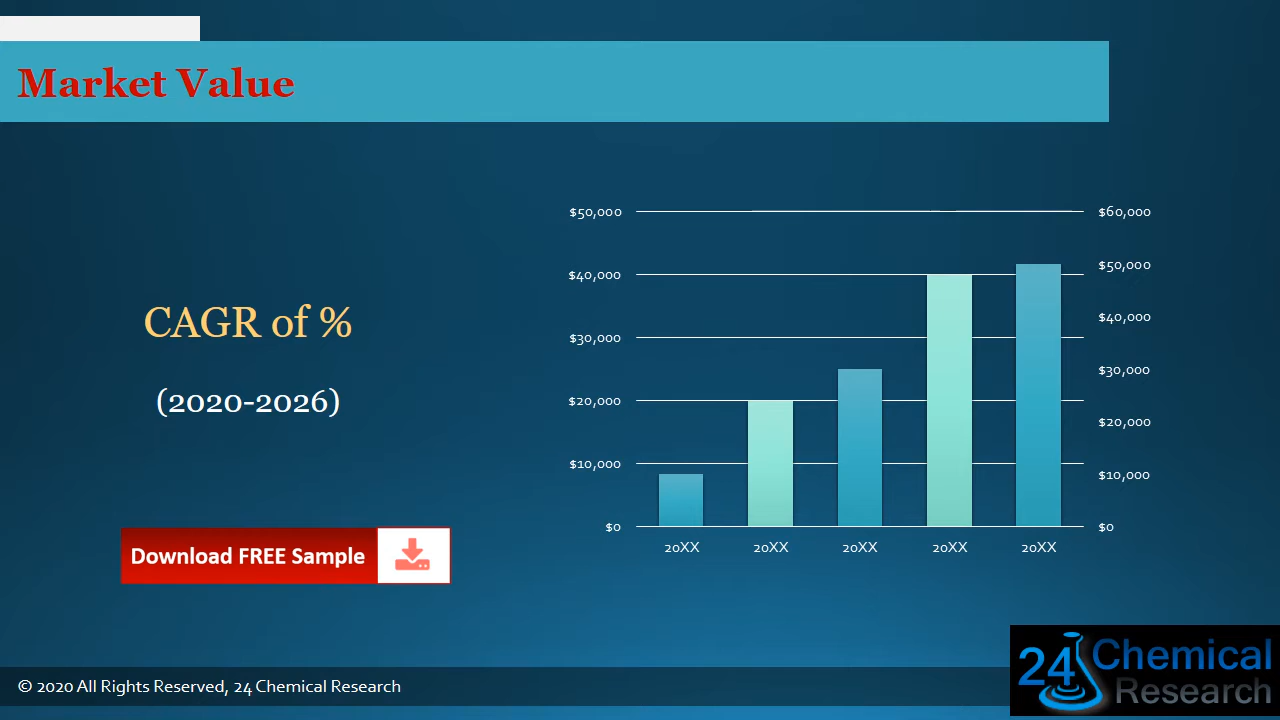 Market Value
CAGR of %
(2020-2026)
Download FREE Sample
$50,000
$40,000
$30,000
$20,000
$10,000
$0
$60,000
$50,000
$40,000
$30,000
$20,000
$10,000
$0
20XX 20XX 20XX 20XX 20XX
© 2020 All Rights Reserved, 24 Chemical Research
24 Chemical
Research